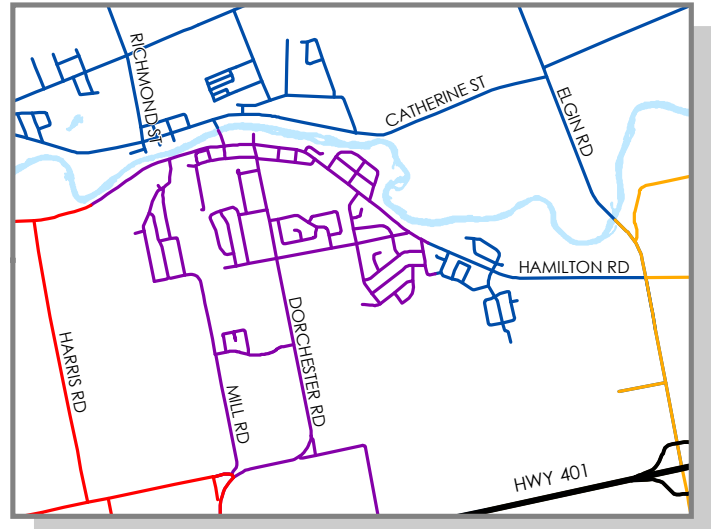 RICHMOND ST
CATHERINE ST
ELGIN RD
HAMILTON RD
HARRIS RD
DORCHESTER RD
MILL RD
HWY 401